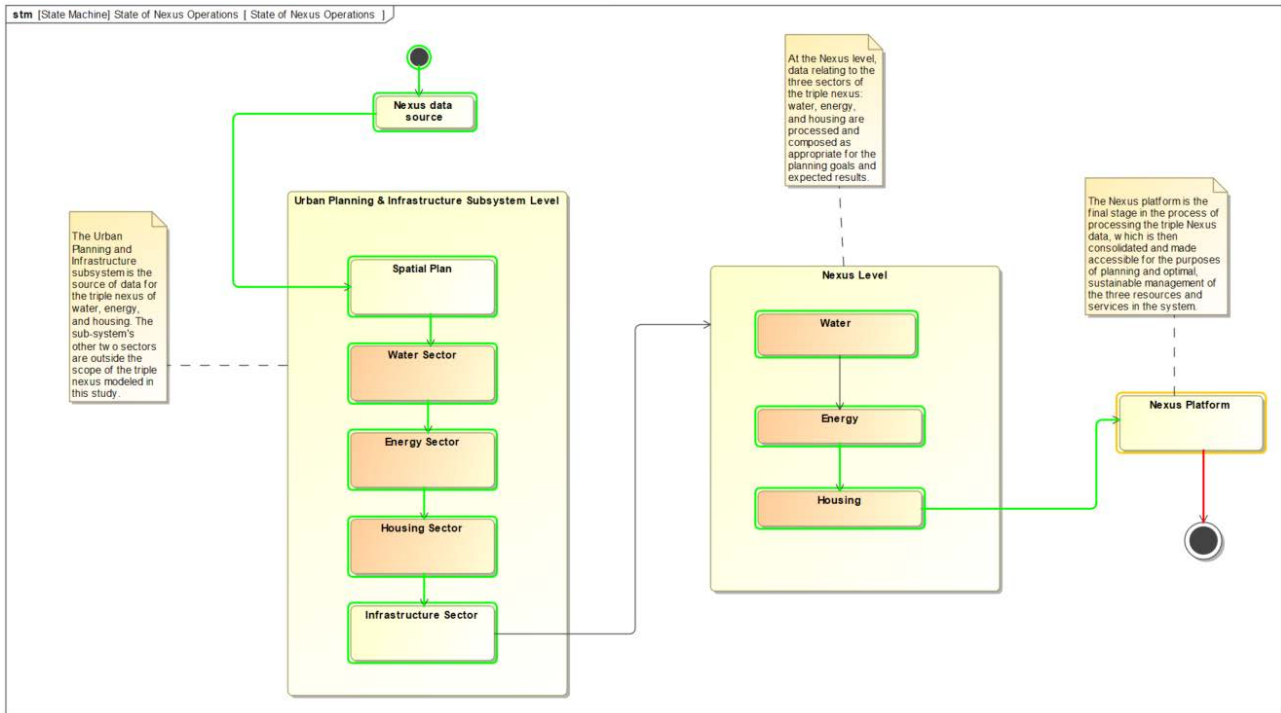 stm [State Machine] State of Nexus Operations [ State of Nexus Operations ]
Nexus data
source
At the Nexus level,
data relating to the
three sectors of
the triple nexus:
water, energy,
and housing are
processed and
composed as
appropriate for the
planning goals and
expected results.
The Urban
Planning and
Infrastructure
subsystem is the
source of data for
the triple nexus of
water, energy,
and housing. The
sub-system's
other two sectors
are outside the
scope of the triple
nexus modeled in
this study.
Urban Planning & Infrastructure Subsystem Level
Spatial Plan
Water Sector
Energy Sector
Housing Sector
Infrastructure Sector
Nexus Level
Water
Energy
Housing
The Nexus platform is the
final stage in the process of
processing the triple Nexus
data, which is then
consolidated and made
accessible for the purposes
of planning and optimal,
sustainable management of
the three resources and
services in the system.
Nexus Platform